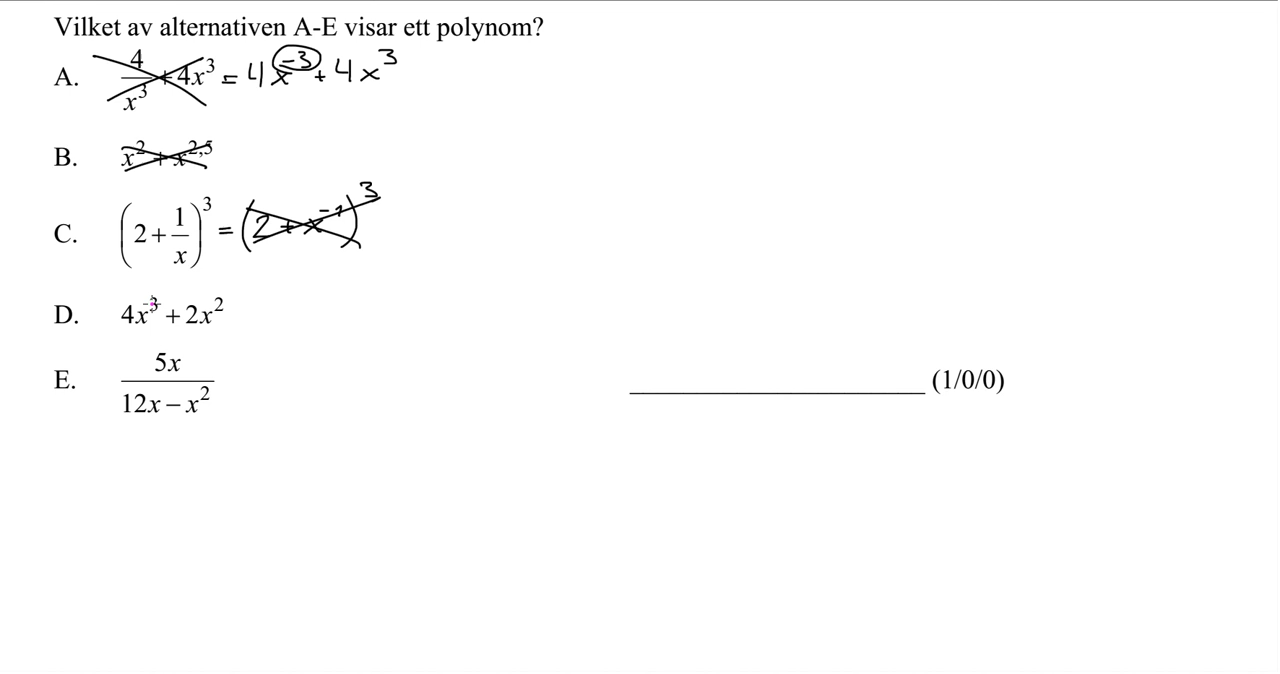 Vilket av alternativen A-E visar ett polynom?
A. 4/x³ + 4x³ = 4x⁻³ + 4x³
B. x² + x^2,5
C. (2 + 1/x)³ = (2 + x⁻¹)³
D. 4x³ + 2x²
E. 5x/(12x − x²) (1/0/0)